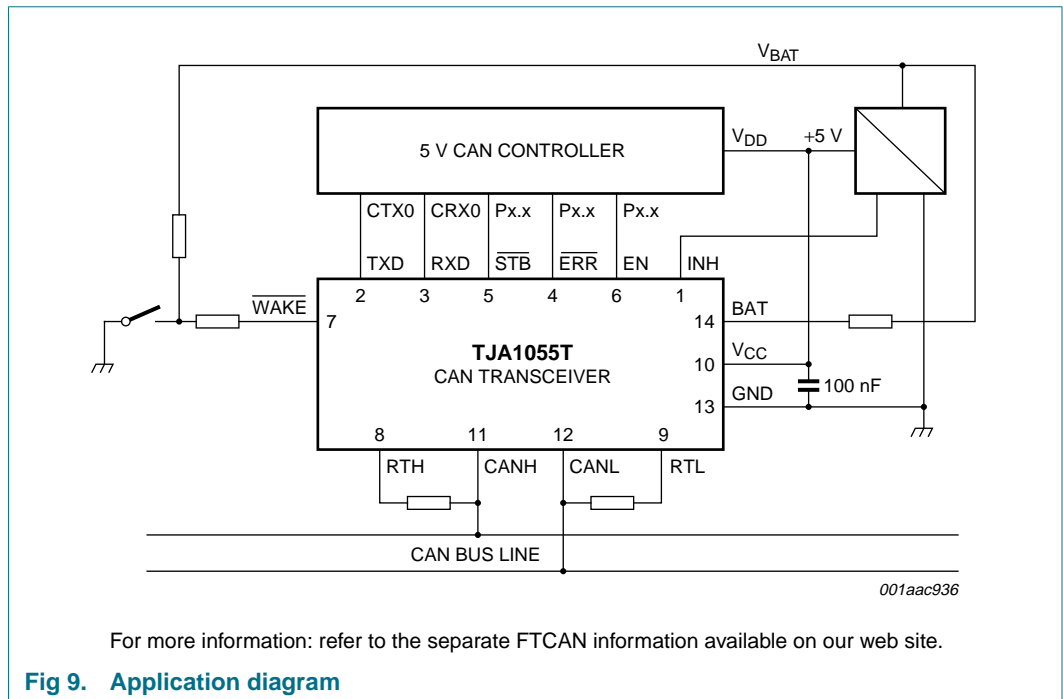 VBAT
5 V CAN CONTROLLER
VDD +5 V
CTX0 CRX0 Px.x Px.x Px.x
TXD RXD STB ERR EN INH
2 3 5 4 6 1
WAKE 7
14 BAT
TJA1055T
CAN TRANSCEIVER
10 VCC
100 nF
13 GND
8 11 12 9
RTH CANH CANL RTL
CAN BUS LINE
001aac936
For more information: refer to the separate FTCAN information available on our web site.
Fig 9. Application diagram